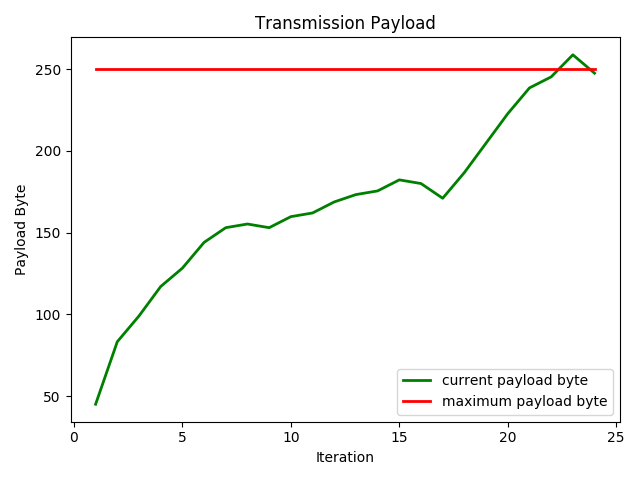 Transmission Payload
Payload Byte
250
200
150
100
50
0
5
10
15
20
25
Iteration
current payload byte
maximum payload byte